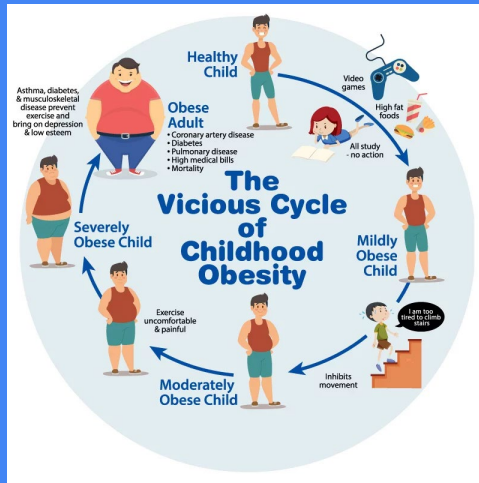 The
Vicious Cycle
of
Childhood
Obesity
Healthy
Child
Video
games
High fat
foods
All study
- no action
Mildly
Obese
Child
I am too
tired to climb
stairs
Inhibits
movement
Moderately
Obese Child
Exercise
uncomfortable
& painful
Severely
Obese Child
Asthma, diabetes,
& musculoskeletal
disease prevent
exercise and
bring on depression
& low esteem
Obese
Adult
• Coronary artery disease
• Diabetes
• Pulmonary disease
• High medical bills
• Mortality